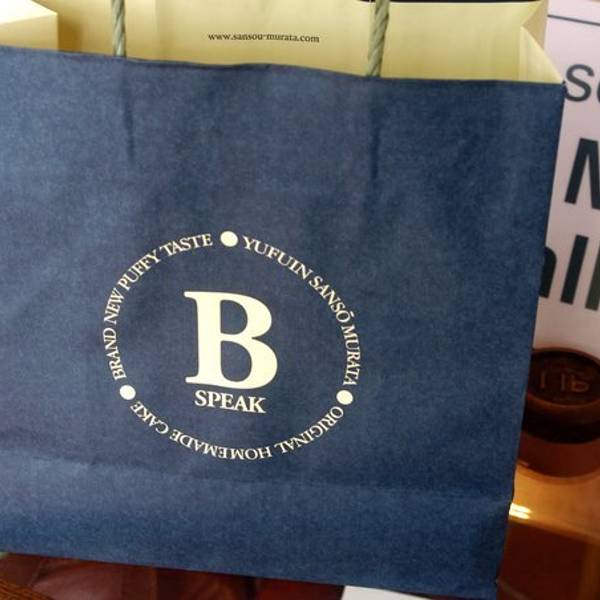 www.sansou-murata.com
BRAND NEW PUFFY TASTE ● YUFUIN SANSŌ MURATA ● ORIGINAL HOMEMADE CAKE ●
B
SPEAK